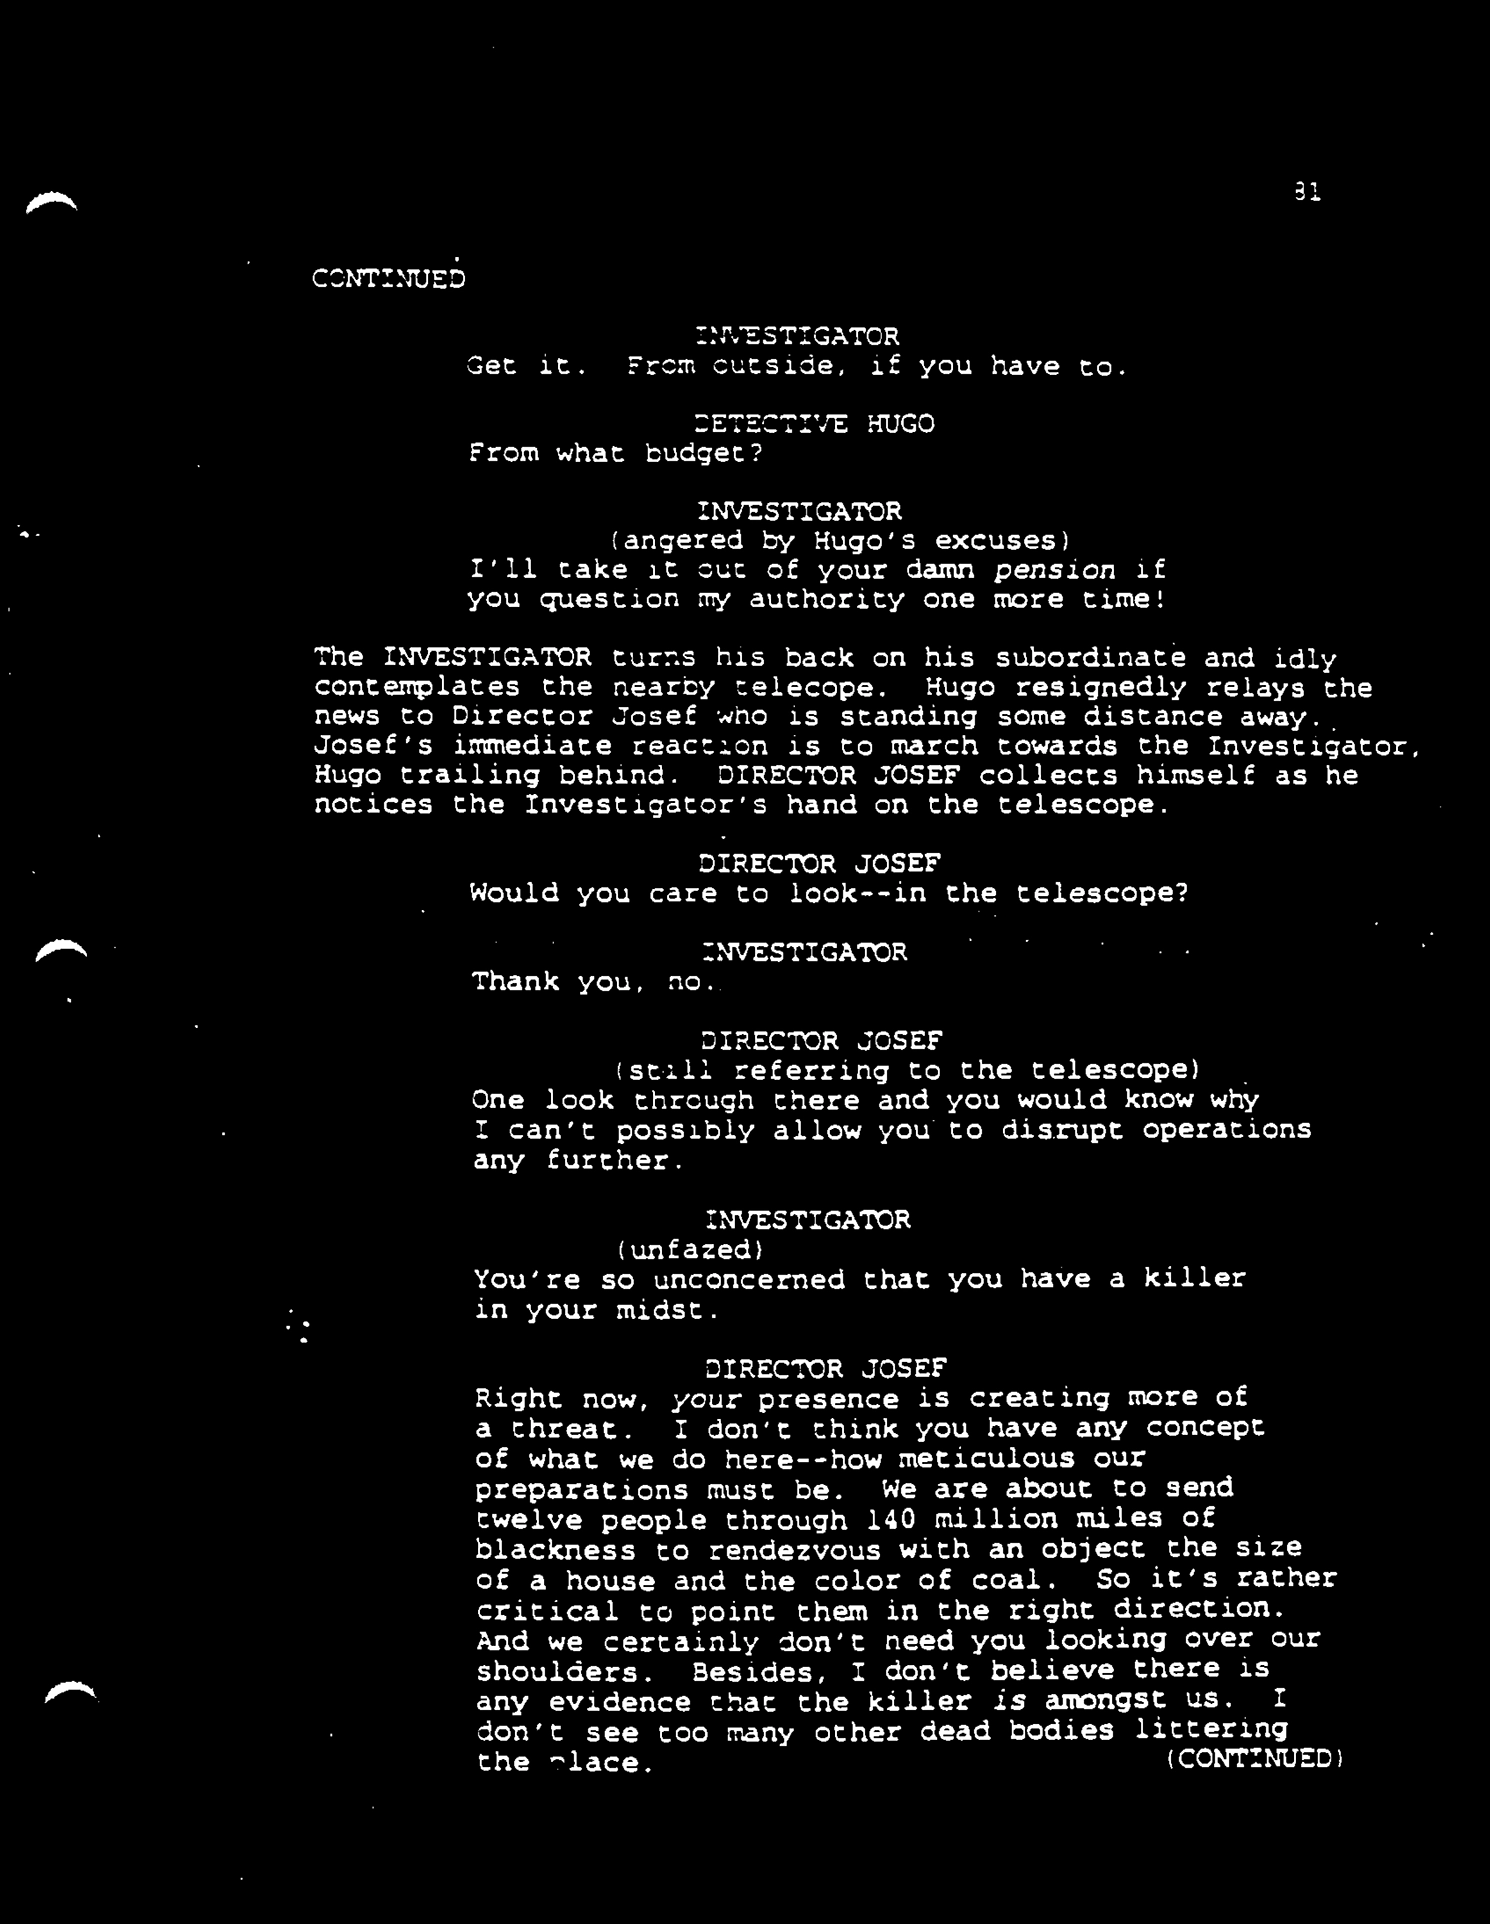 81
CONTINUED
INVESTIGATOR
Get it. From outside, if you have to.
DETECTIVE HUGO
From what budget?
INVESTIGATOR
(angered by Hugo's excuses)
I'll take it out of your damn pension if
you question my authority one more time!
The INVESTIGATOR turns his back on his subordinate and idly
contemplates the nearby telecope. Hugo resignedly relays the
news to Director Josef who is standing some distance away.
Josef's immediate reaction is to march towards the Investigator,
Hugo trailing behind. DIRECTOR JOSEF collects himself as he
notices the Investigator's hand on the telescope.
DIRECTOR JOSEF
Would you care to look--in the telescope?
INVESTIGATOR
Thank you, no.
DIRECTOR JOSEF
(still referring to the telescope)
One look through there and you would know why
I can't possibly allow you to disrupt operations
any further.
INVESTIGATOR
(unfazed)
You're so unconcerned that you have a killer
in your midst.
DIRECTOR JOSEF
Right now, your presence is creating more of
a threat. I don't think you have any concept
of what we do here--how meticulous our
preparations must be. We are about to send
twelve people through 140 million miles of
blackness to rendezvous with an object the size
of a house and the color of coal. So it's rather
critical to point them in the right direction.
And we certainly don't need you looking over our
shoulders. Besides, I don't believe there is
any evidence that the killer is amongst us. I
don't see too many other dead bodies littering
the place. (CONTINUED)